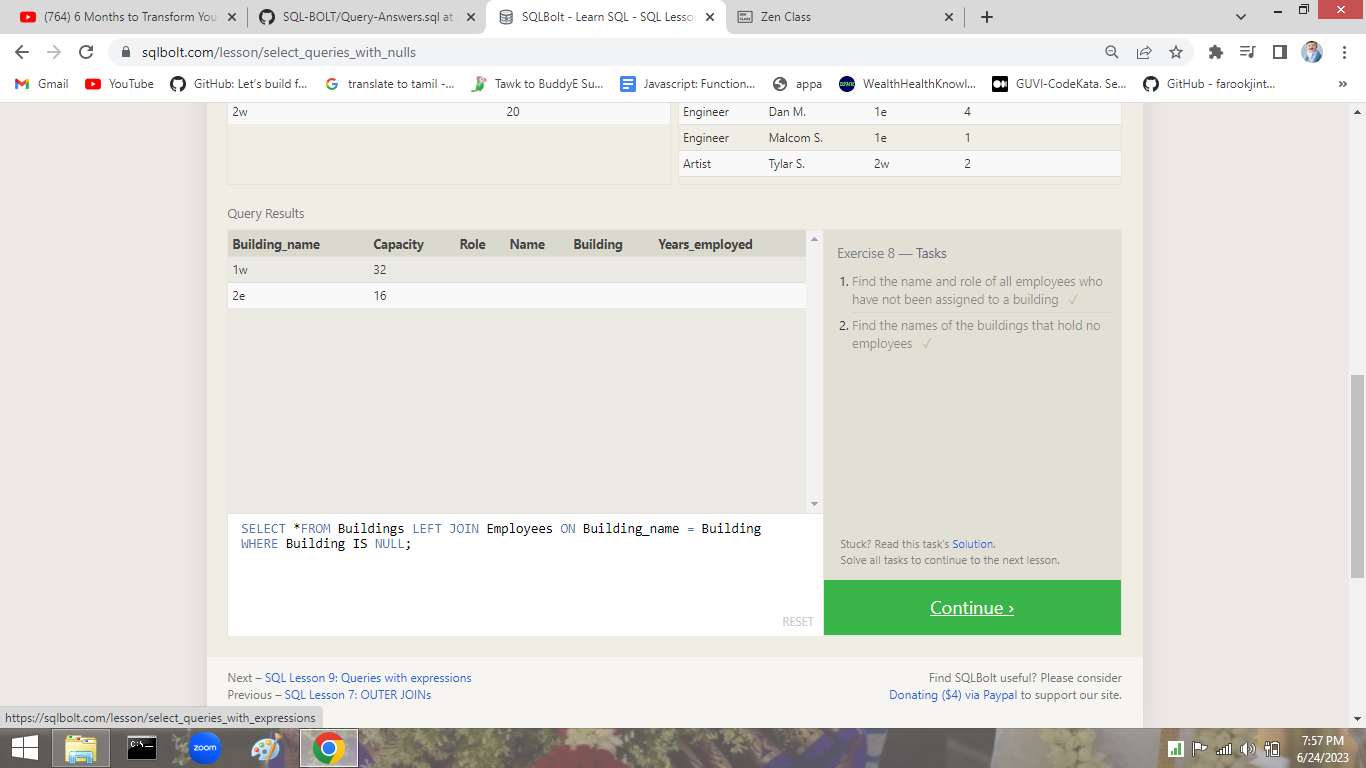 (764) 6 Months to Transform You
SQL-BOLT/Query-Answers.sql at
SQLBolt - Learn SQL - SQL Lesso
Zen Class
sqlbolt.com/lesson/select_queries_with_nulls
Gmail
YouTube
GitHub: Let's build f...
translate to tamil -...
Tawk to BuddyE Su...
Javascript: Function...
appa
WealthHealthKnowl...
GUVI-CodeKata. Se...
GitHub - farookjint...
»
2w 20
Engineer Dan M. 1e 4
Engineer Malcom S. 1e 1
Artist Tylar S. 2w 2
Query Results
Building_name Capacity Role Name Building Years_employed
1w 32
2e 16
Exercise 8 — Tasks
1. Find the name and role of all employees who
have not been assigned to a building ✓
2. Find the names of the buildings that hold no
employees ✓
Stuck? Read this task's Solution.
Solve all tasks to continue to the next lesson.
Continue ›
SELECT *FROM Buildings LEFT JOIN Employees ON Building_name = Building
WHERE Building IS NULL;
RESET
Next – SQL Lesson 9: Queries with expressions
Previous – SQL Lesson 7: OUTER JOINs
Find SQLBolt useful? Please consider
Donating ($4) via Paypal to support our site.
https://sqlbolt.com/lesson/select_queries_with_expressions
C:\
zoom
7:57 PM
6/24/2023